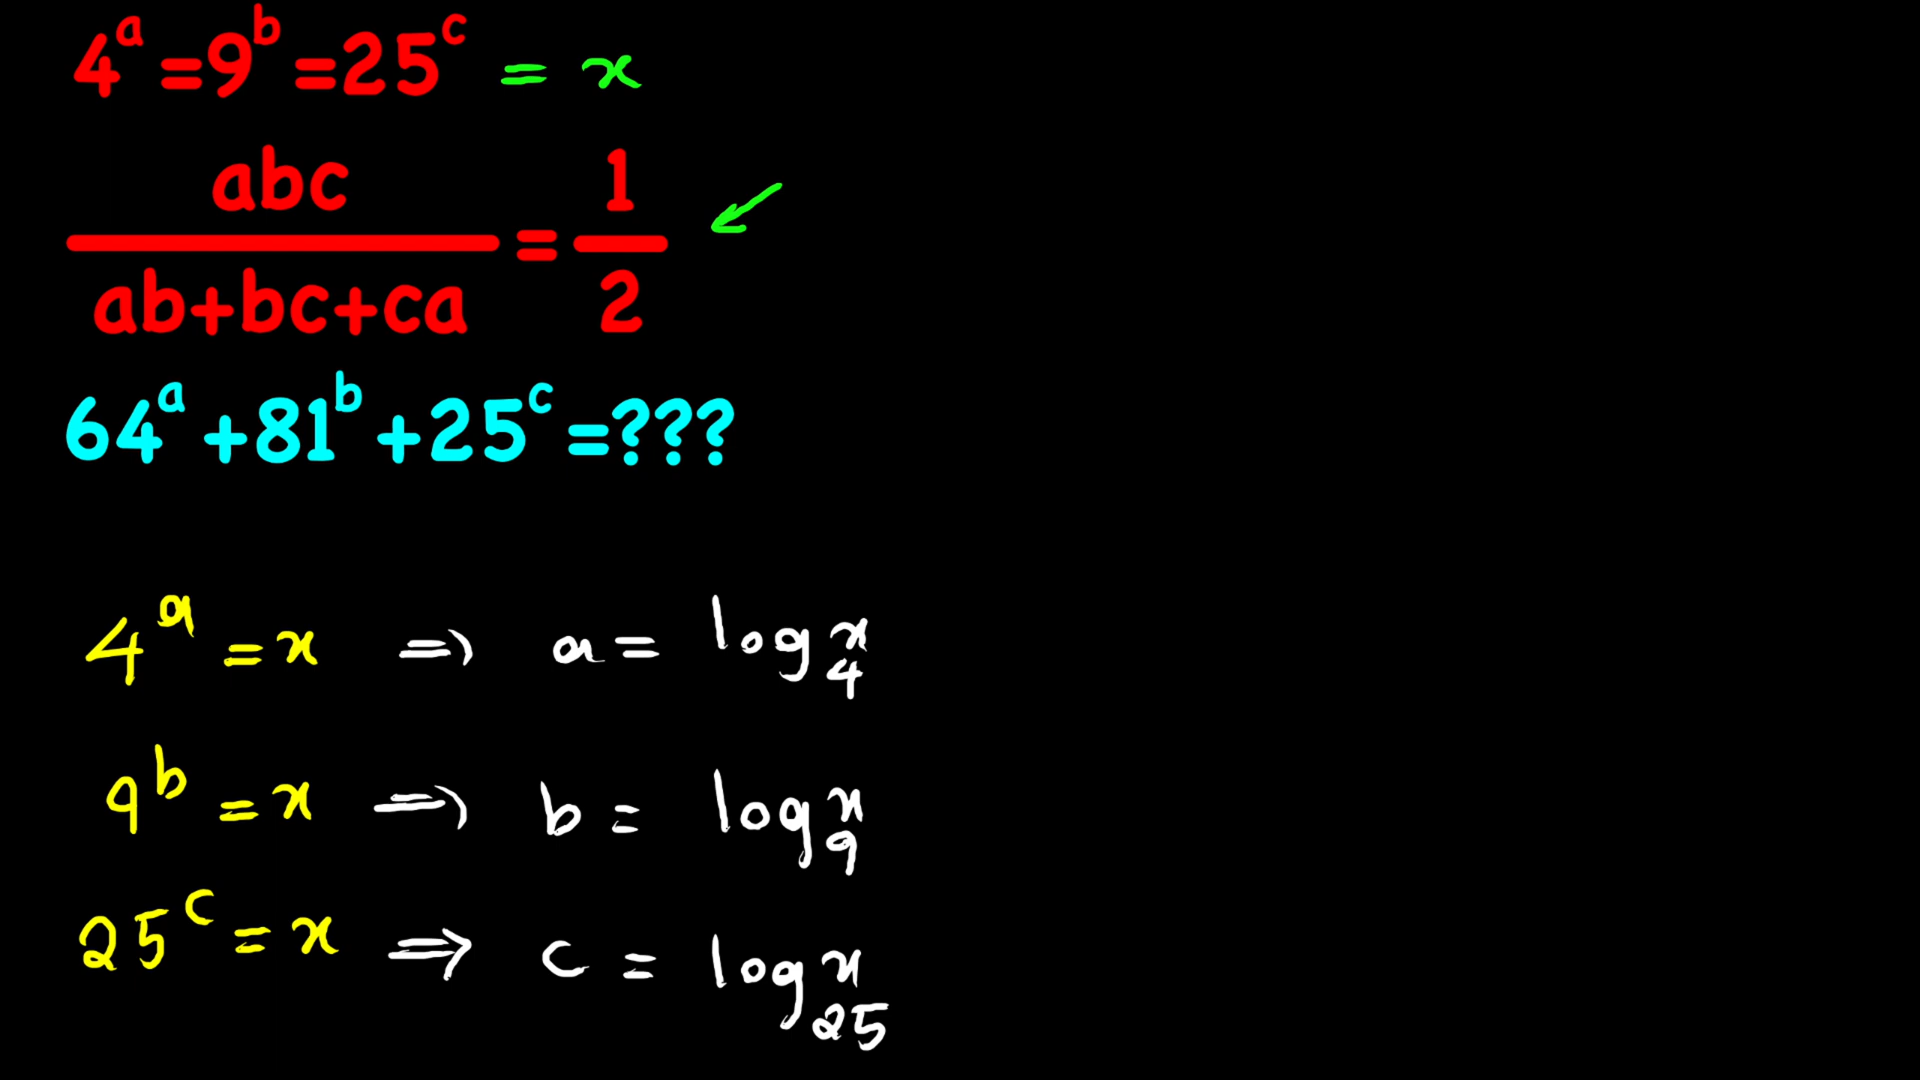 4^a=9^b=25^c = x
abc/(ab+bc+ca) = 1/2
64^a+81^b+25^c=???
4^a = x ⇒ a = log_4 x
9^b = x ⇒ b = log_9 x
25^c = x ⇒ c = log_25 x